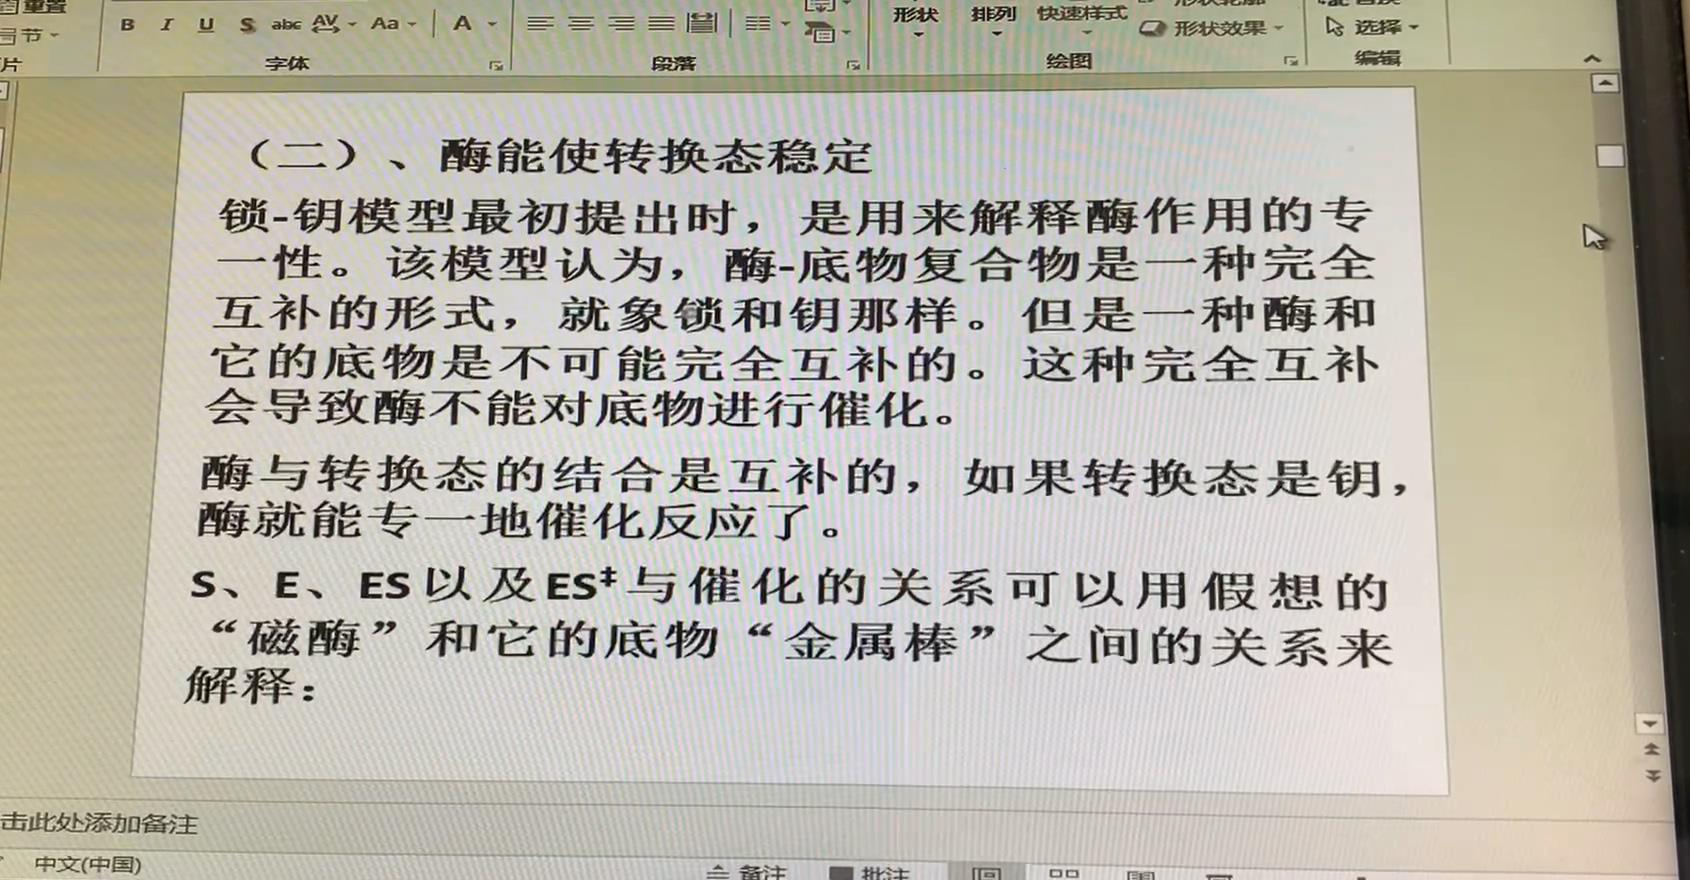 重置
节
片
B I U S abc AV Aa A
字体
段落
形状
排列
快速样式
形状效果
绘图
选择
编辑
（二）、酶能使转换态稳定
锁-钥模型最初提出时，是用来解释酶作用的专
一性。该模型认为，酶-底物复合物是一种完全
互补的形式，就象锁和钥那样。但是一种酶和
它的底物是不可能完全互补的。这种完全互补
会导致酶不能对底物进行催化。
酶与转换态的结合是互补的，如果转换态是钥，
酶就能专一地催化反应了。
S、E、ES以及ES‡与催化的关系可以用假想的
“磁酶”和它的底物“金属棒”之间的关系来
解释：
击此处添加备注
中文(中国)
备注
批注